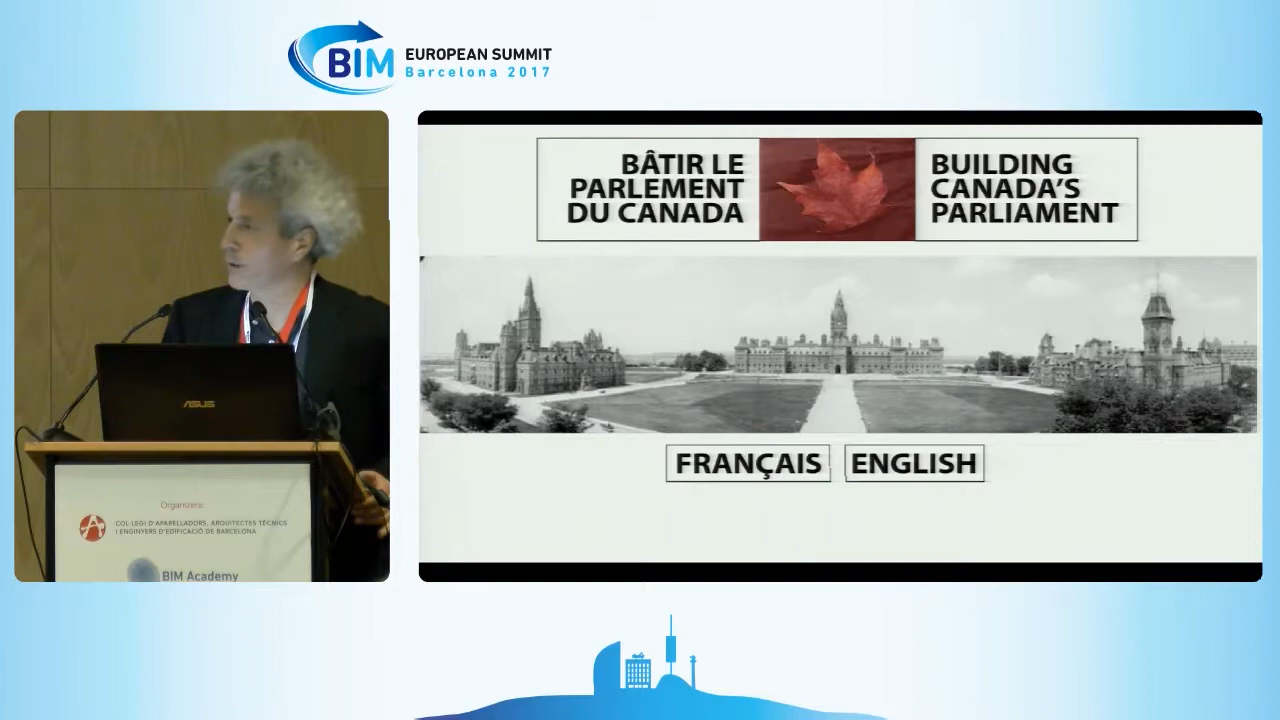 BIM EUROPEAN SUMMIT
Barcelona 2017
BÂTIR LE
PARLEMENT
DU CANADA
BUILDING
CANADA'S
PARLIAMENT
FRANÇAIS
ENGLISH
ASUS
Organizers:
COL·LEGI D'APARELLADORS, ARQUITECTES TÈCNICS
I ENGINYERS D'EDIFICACIÓ DE BARCELONA
BIM Academy